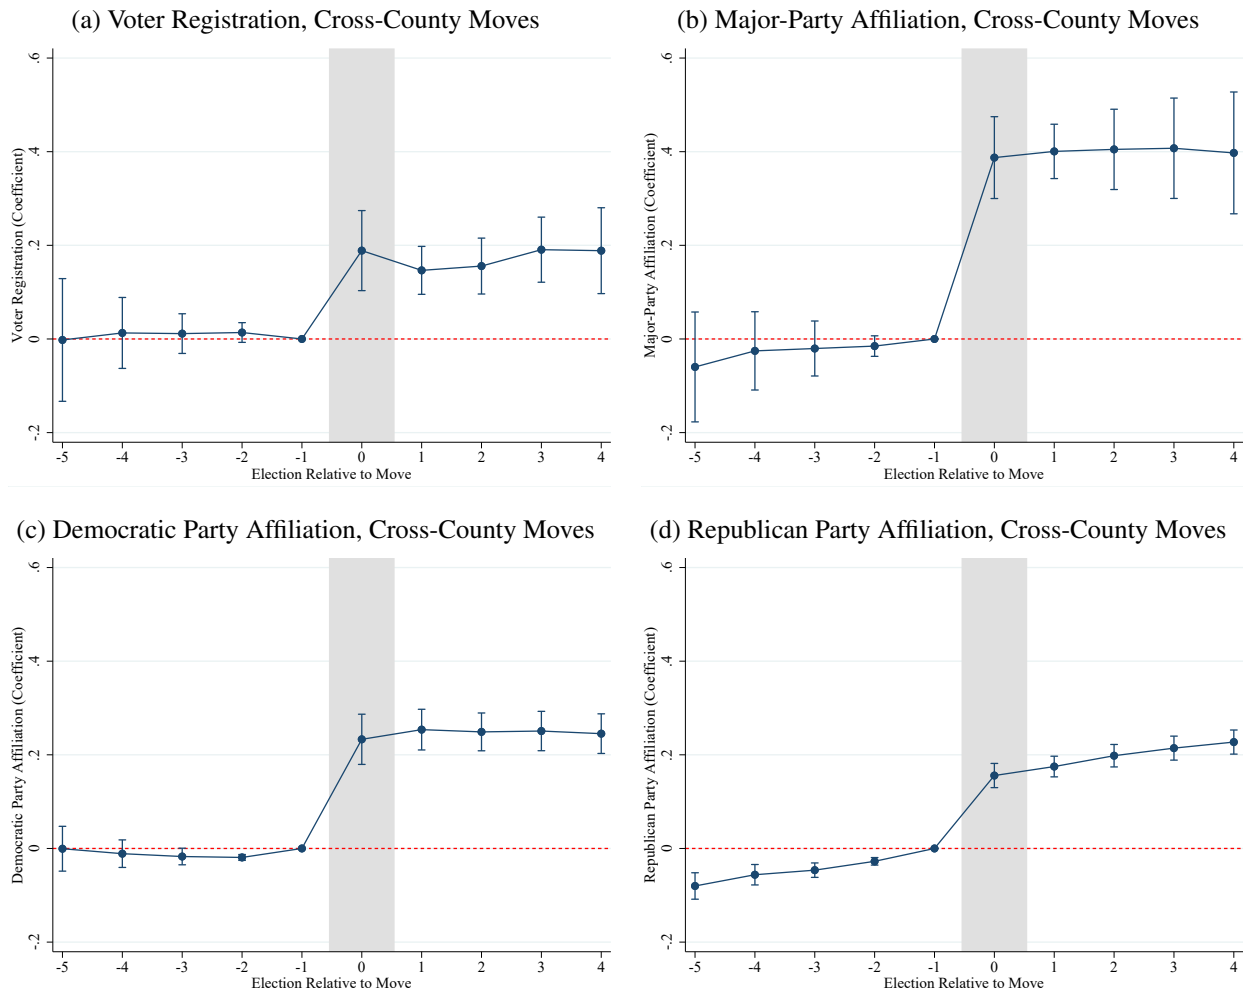 (a) Voter Registration, Cross-County Moves
Voter Registration (Coefficient)
.6
.4
.2
0
-.2
-5 -4 -3 -2 -1 0 1 2 3 4
Election Relative to Move
(b) Major-Party Affiliation, Cross-County Moves
Major-Party Affiliation (Coefficient)
.6
.4
.2
0
-.2
-5 -4 -3 -2 -1 0 1 2 3 4
Election Relative to Move
(c) Democratic Party Affiliation, Cross-County Moves
Democratic Party Affiliation (Coefficient)
.6
.4
.2
0
-.2
-5 -4 -3 -2 -1 0 1 2 3 4
Election Relative to Move
(d) Republican Party Affiliation, Cross-County Moves
Republican Party Affiliation (Coefficient)
.6
.4
.2
0
-.2
-5 -4 -3 -2 -1 0 1 2 3 4
Election Relative to Move